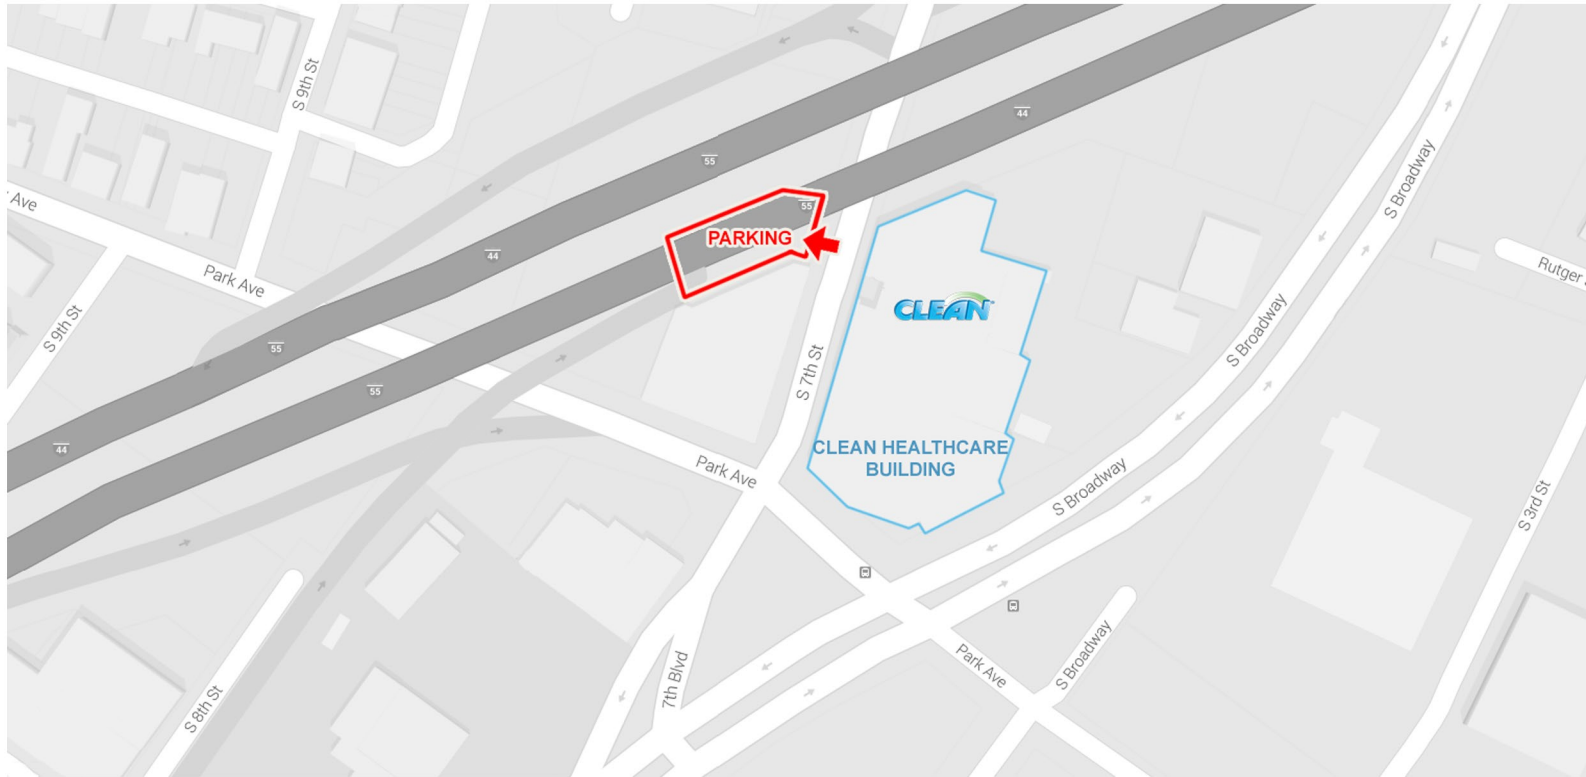 S 9th St
44
S Broadway
55
Ave
55
PARKING
44
Park Ave
Rutger
CLEAN
S 9th St
S Broadway
55
S 7th St
55
44
CLEAN HEALTHCARE
BUILDING
Park Ave
S Broadway
S 3rd St
Park Ave
S Broadway
7th Blvd
S 8th St